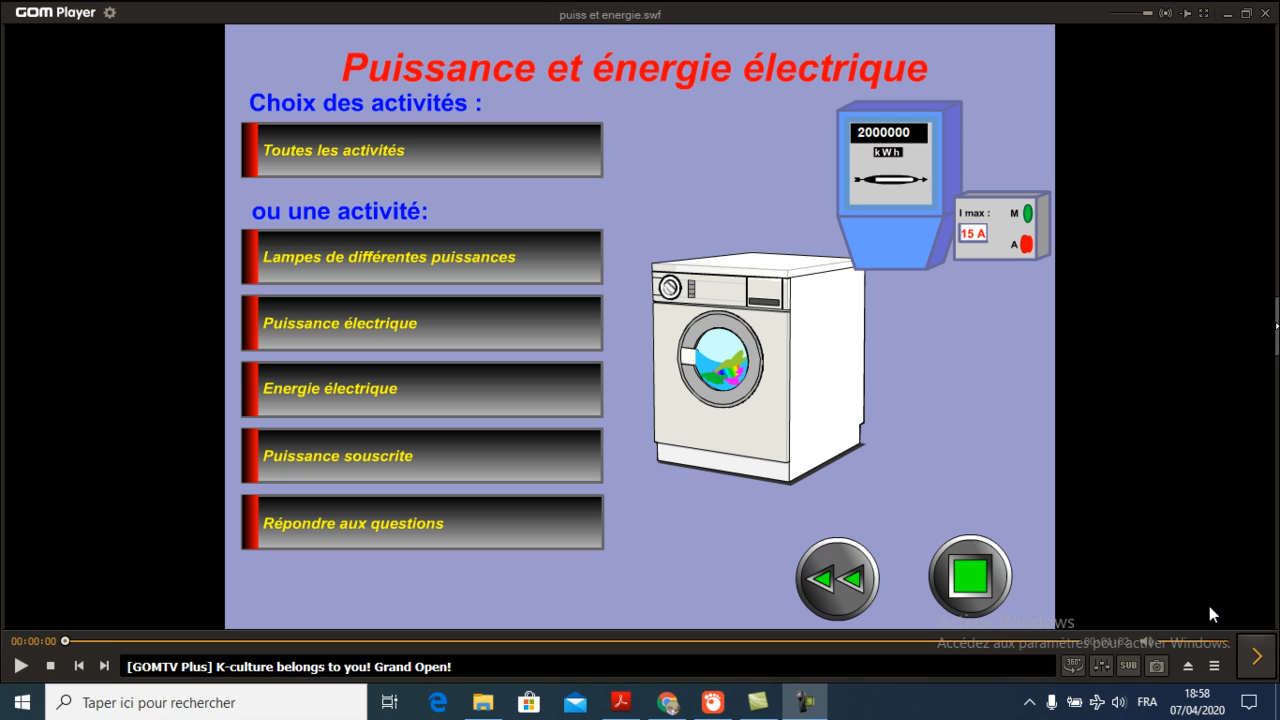 GOM Player
puiss et energie.swf
Puissance et énergie électrique
Choix des activités :
Toutes les activités
ou une activité:
Lampes de différentes puissances
Puissance électrique
Energie électrique
Puissance souscrite
Répondre aux questions
2000000
kWh
I max :
M
15 A
A
Windows
Accédez aux paramètres pour activer Windows.
00:00:00
[GOMTV Plus] K-culture belongs to you! Grand Open!
360°
SUB
Taper ici pour rechercher
FRA
18:58
07/04/2020